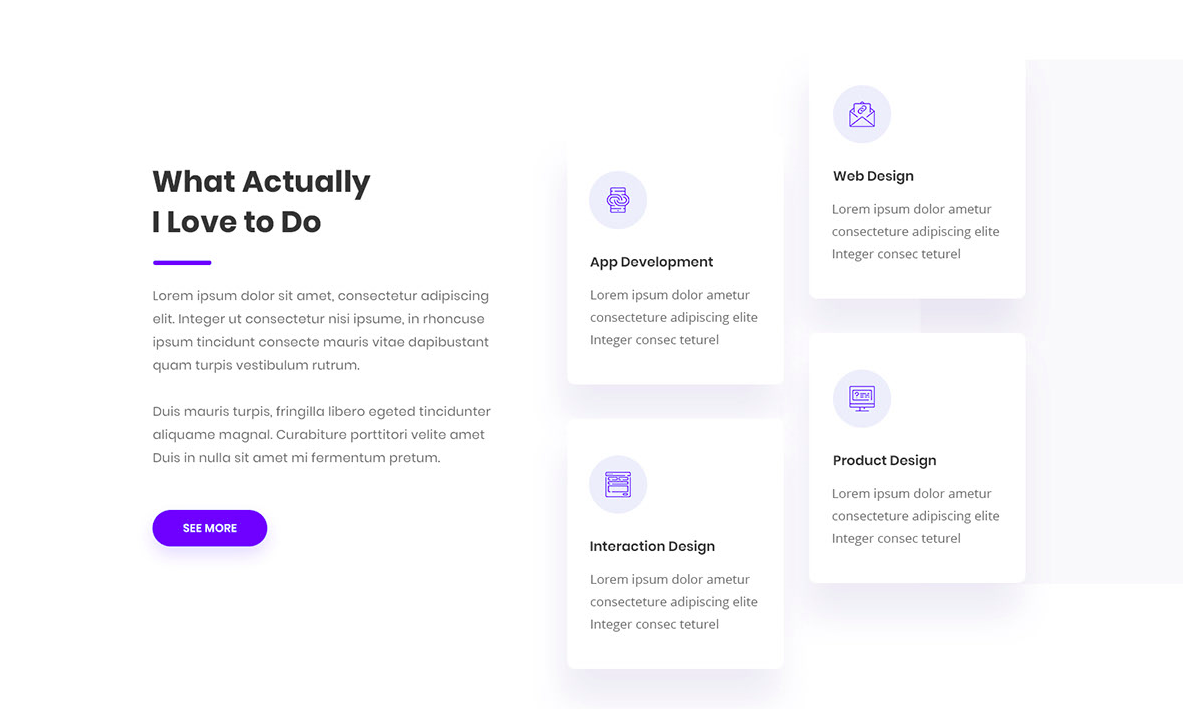 What Actually
I Love to Do
Lorem ipsum dolor sit amet, consectetur adipiscing
elit. Integer ut consectetur nisi ipsume, in rhoncuse
ipsum tincidunt consecte mauris vitae dapibustant
quam turpis vestibulum rutrum.
Duis mauris turpis, fringilla libero egeted tincidunter
aliquame magnal. Curabiture porttitori velite amet
Duis in nulla sit amet mi fermentum pretum.
SEE MORE
App Development
Lorem ipsum dolor ametur
consecteture adipiscing elite
Integer consec teturel
Interaction Design
Lorem ipsum dolor ametur
consecteture adipiscing elite
Integer consec teturel
Web Design
Lorem ipsum dolor ametur
consecteture adipiscing elite
Integer consec teturel
Product Design
Lorem ipsum dolor ametur
consecteture adipiscing elite
Integer consec teturel